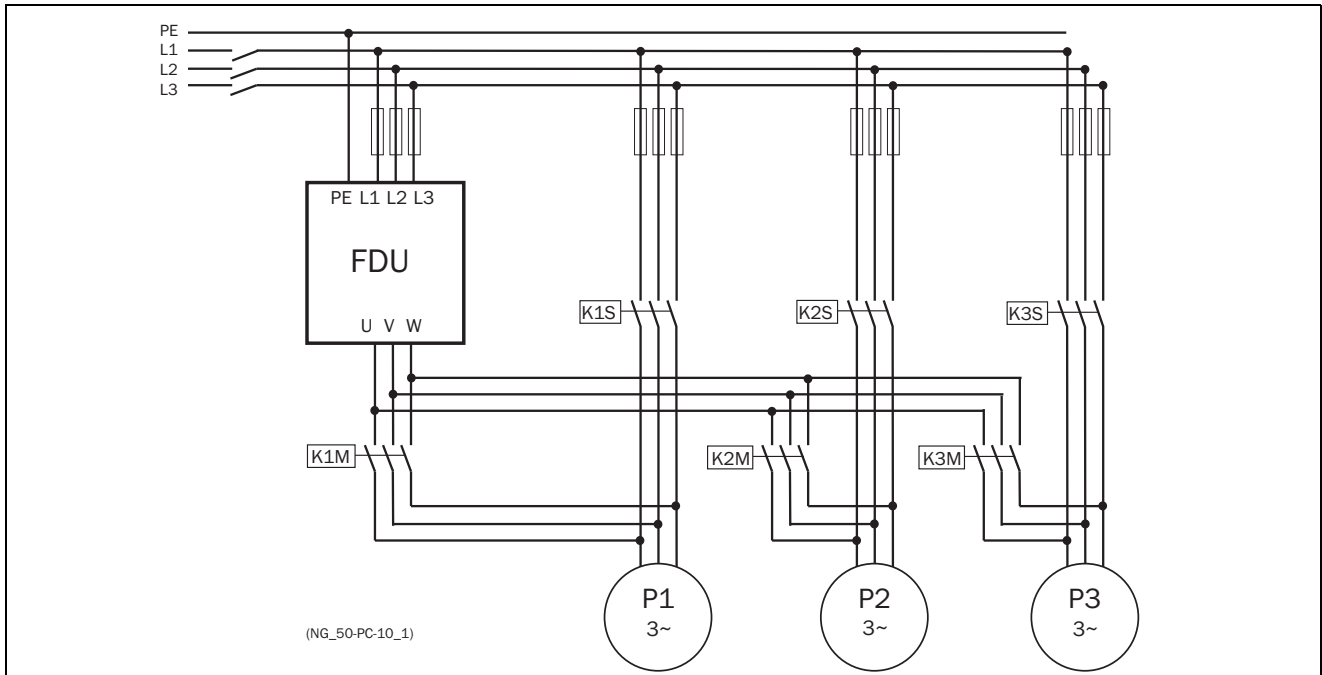 PE
L1
L2
L3
PE L1 L2 L3
FDU
U V W
K1S
K2S
K3S
K1M
K2M
K3M
P1
3~
P2
3~
P3
3~
(NG_50-PC-10_1)